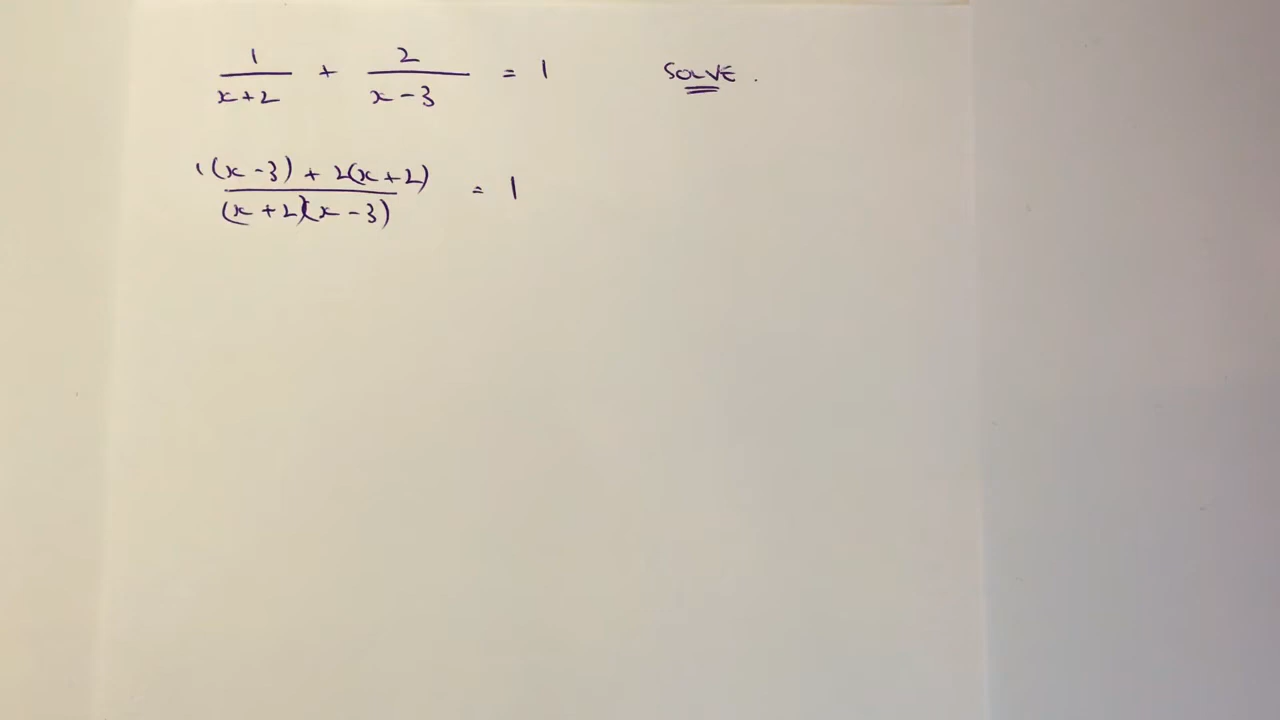 1/(x+2) + 2/(x-3) = 1 SOLVE.
(1(x-3) + 2(x+2))/((x+2)(x-3)) = 1